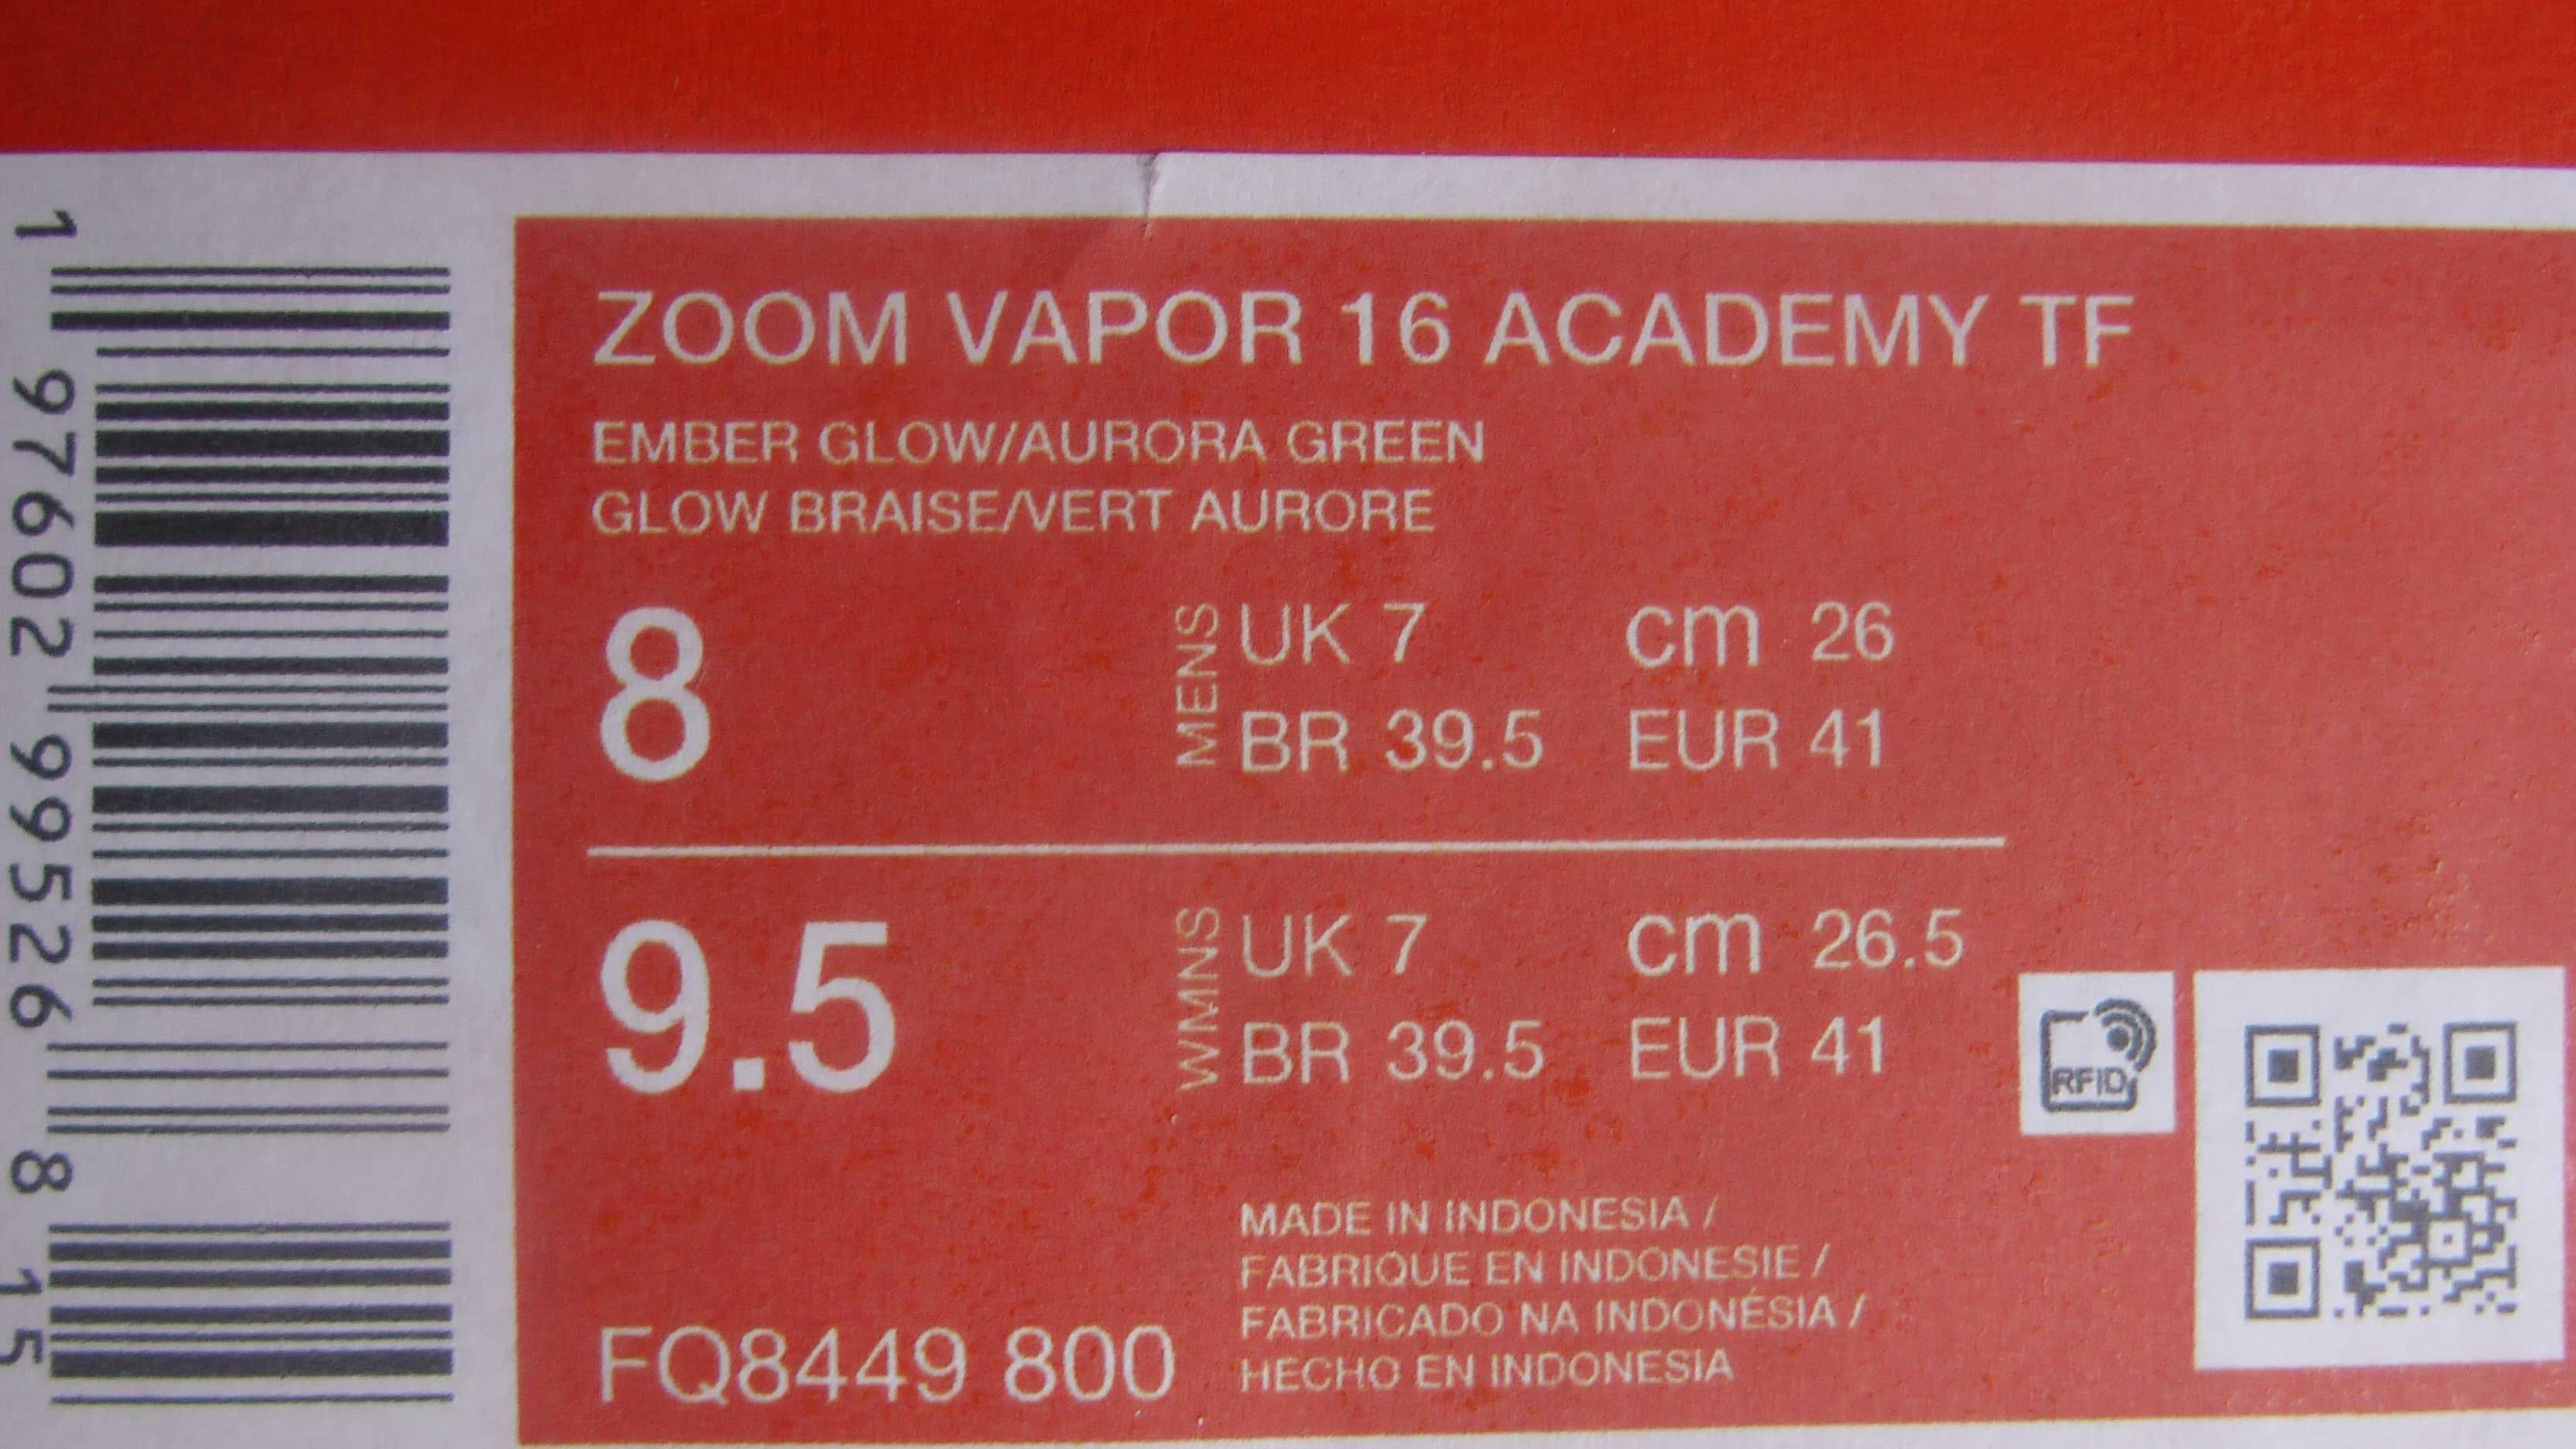 ZOOM VAPOR 16 ACADEMY TF
EMBER GLOW/AURORA GREEN
GLOW BRAISE/VERT AURORE
8
MENS
UK 7 cm 26
BR 39.5 EUR 41
9.5
WMNS
UK 7 cm 26.5
BR 39.5 EUR 41
RFID
MADE IN INDONESIA /
FABRIQUE EN INDONESIE /
FABRICADO NA INDONÉSIA /
HECHO EN INDONESIA
FQ8449 800
1 97602 99526 8 15